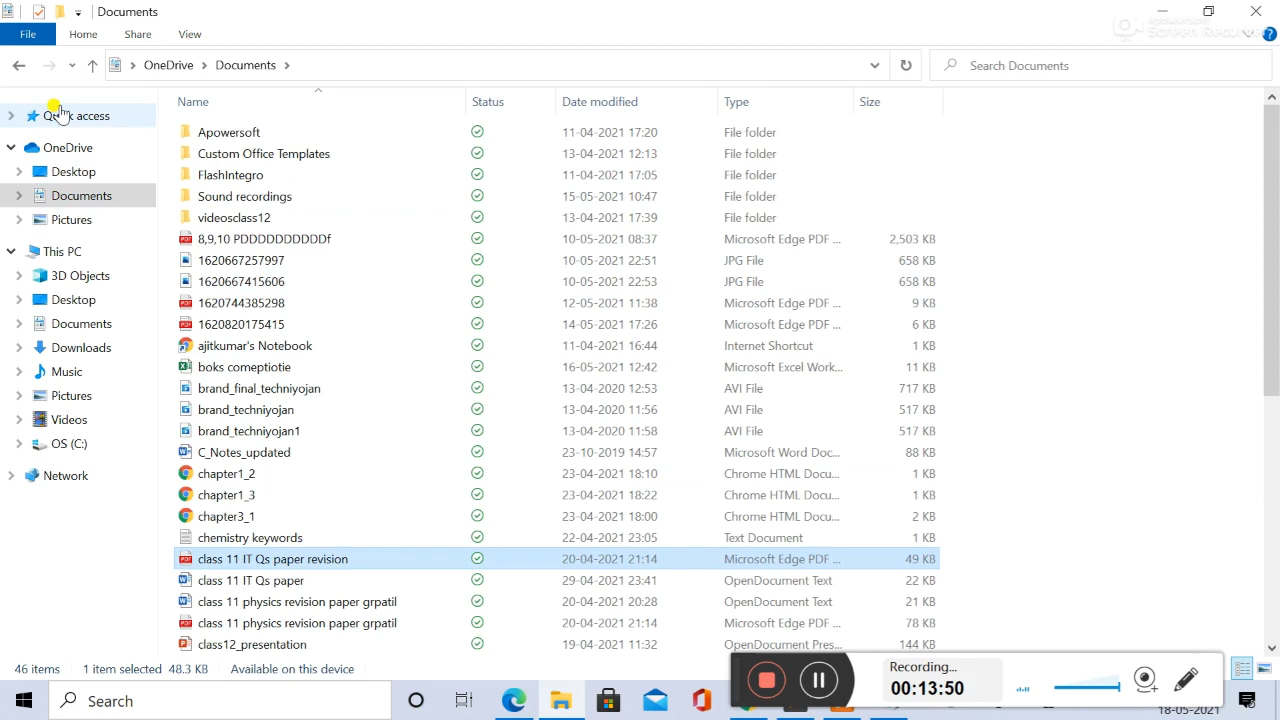 Documents
File Home Share View
Apowersoft
Screen Recorder
OneDrive Documents
Search Documents
Name Status Date modified Type Size
Quick access
OneDrive
Desktop
Documents
Pictures
This PC
3D Objects
Desktop
Documents
Downloads
Music
Pictures
Videos
OS (C:)
Network
Apowersoft 11-04-2021 17:20 File folder
Custom Office Templates 13-04-2021 12:13 File folder
FlashIntegro 11-04-2021 17:05 File folder
Sound recordings 15-05-2021 10:47 File folder
videosclass12 13-04-2021 17:39 File folder
8,9,10 PDDDDDDDDDDf 10-05-2021 08:37 Microsoft Edge PDF ... 2,503 KB
1620667257997 10-05-2021 22:51 JPG File 658 KB
1620667415606 10-05-2021 22:53 JPG File 658 KB
1620744385298 12-05-2021 11:38 Microsoft Edge PDF ... 9 KB
1620820175415 14-05-2021 17:26 Microsoft Edge PDF ... 6 KB
ajitkumar's Notebook 11-04-2021 16:44 Internet Shortcut 1 KB
boks comeptiotie 16-05-2021 12:42 Microsoft Excel Work... 11 KB
brand_final_techniyojan 13-04-2020 12:53 AVI File 717 KB
brand_techniyojan 13-04-2020 11:56 AVI File 517 KB
brand_techniyojan1 13-04-2020 11:58 AVI File 517 KB
C_Notes_updated 23-10-2019 14:57 Microsoft Word Doc... 88 KB
chapter1_2 23-04-2021 18:10 Chrome HTML Docu... 1 KB
chapter1_3 23-04-2021 18:22 Chrome HTML Docu... 1 KB
chapter3_1 23-04-2021 18:00 Chrome HTML Docu... 2 KB
chemistry keywords 22-04-2021 23:05 Text Document 1 KB
class 11 IT Qs paper revision 20-04-2021 21:14 Microsoft Edge PDF ... 49 KB
class 11 IT Qs paper 29-04-2021 23:41 OpenDocument Text 22 KB
class 11 physics revision paper grpatil 20-04-2021 20:28 OpenDocument Text 21 KB
class 11 physics revision paper grpatil 20-04-2021 21:14 Microsoft Edge PDF ... 78 KB
class12_presentation 19-04-2021 11:32 OpenDocument Pres... 144 KB
46 items 1 item selected 48.3 KB Available on this device
Recording...
00:13:50
Search
18-05-2021